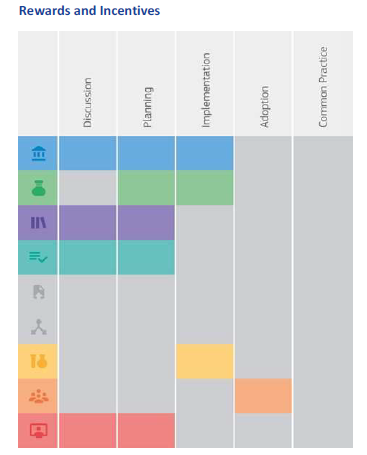 Rewards and Incentives
Discussion
Planning
Implementation
Adoption
Common Practice